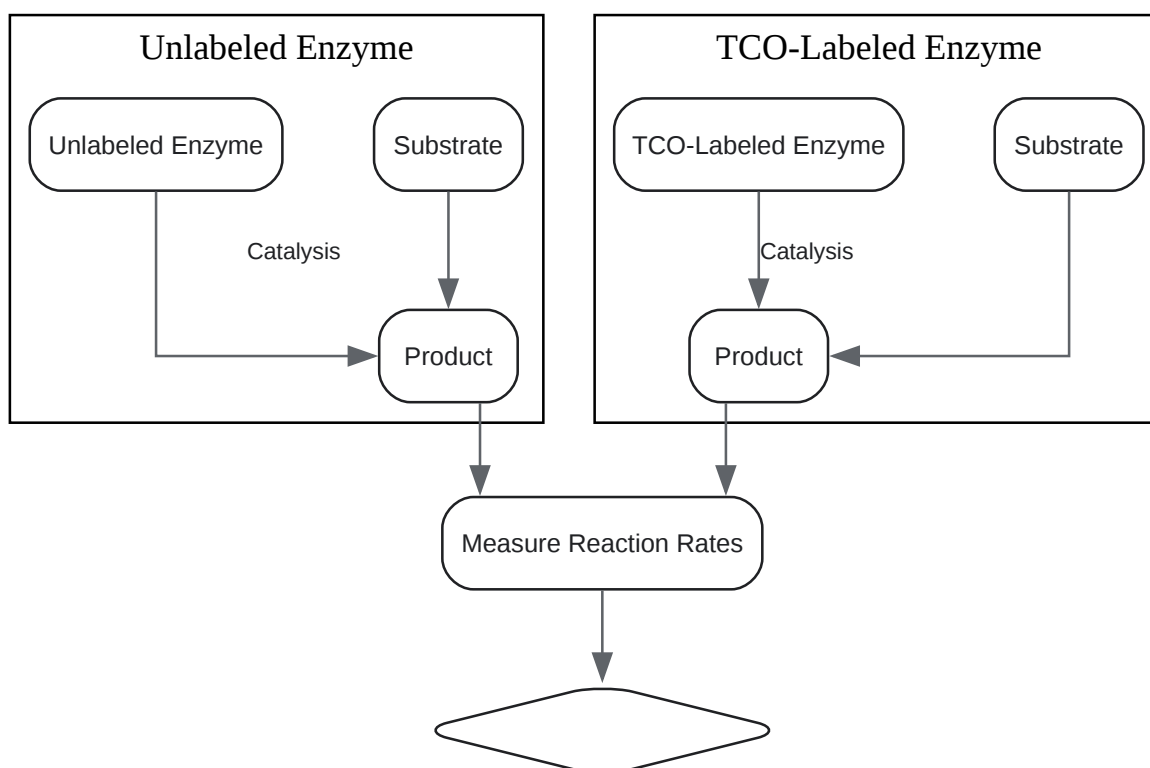 Unlabeled Enzyme
TCO-Labeled Enzyme
Unlabeled Enzyme
Substrate
TCO-Labeled Enzyme
Substrate
Catalysis
Catalysis
Product
Product
Measure Reaction Rates